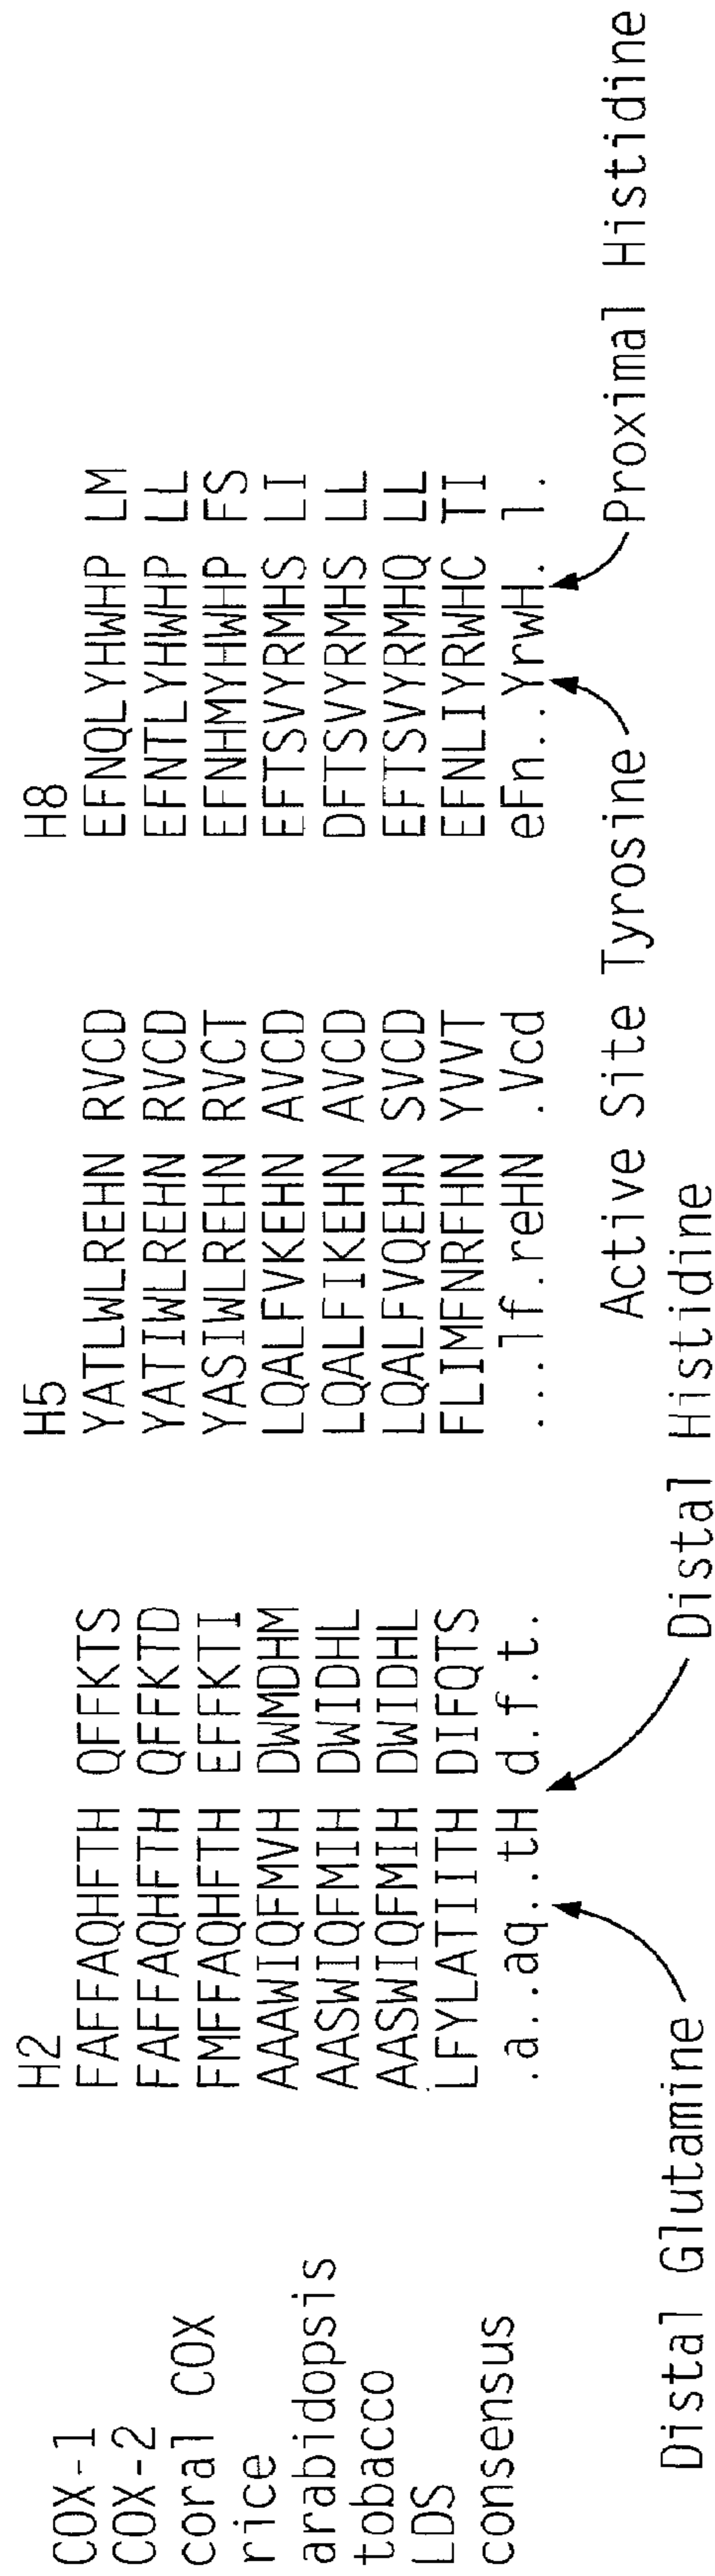 H2 H5 H8
COX-1 FAFFAQHFTH QFFKTS YATLWLREHN RVCD EFNQLYHWHP LM
COX-2 FAFFAQHFTH QFFKTD YATIWLREHN RVCD EFNTLYHWHP LL
coral COX FMFFAQHFTH EFFKTI YASIWLREHN RVCT EFNHMYHWHP FS
rice AAAWIQFMVH DWMDHM LQALFVKEHN AVCD EFTSVYRMHS LI
arabidopsis AASWIQFMIH DWIDHL LQALFIKEHN AVCD DFTSVYRMHS LL
tobacco AASWIQFMIH DWIDHL LQALFVQEHN SVCD EFTSVYRMHQ LL
LDS LFYLATIITH DIFQTS FLIMFNRFHN YVVT EFNLIYRWHC TI
consensus .a..aq..tH d.f.t. ...lf.reHN .Vcd eFn..YrwH. l.
Active Site Tyrosine Proximal Histidine
Distal Glutamine Distal Histidine